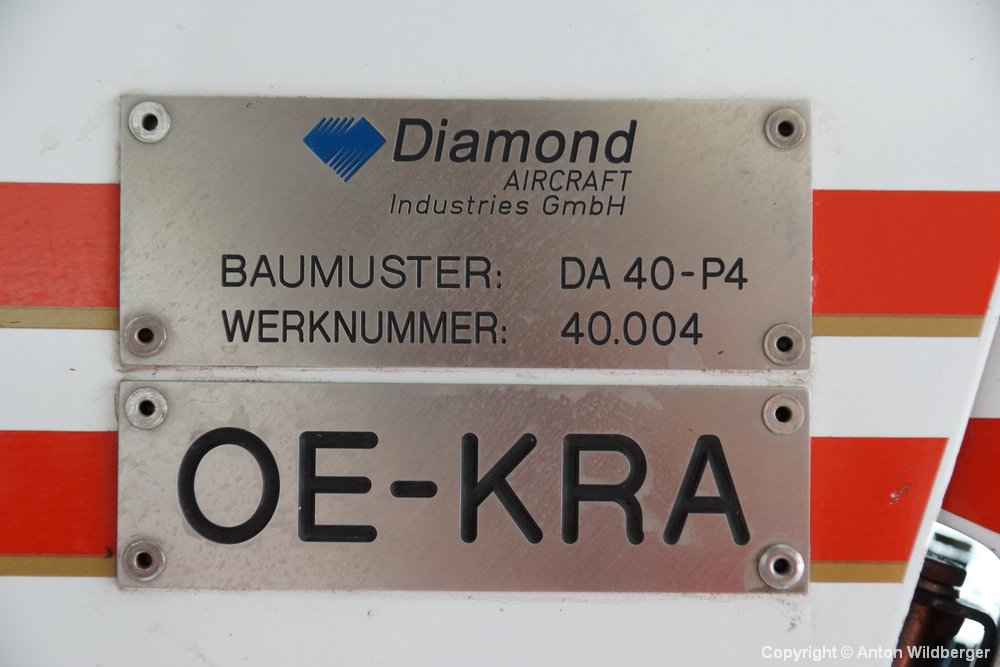 Diamond
AIRCRAFT
Industries GmbH
BAUMUSTER: DA 40-P4
WERKNUMMER: 40.004
OE-KRA
Copyright © Anton Wildberger